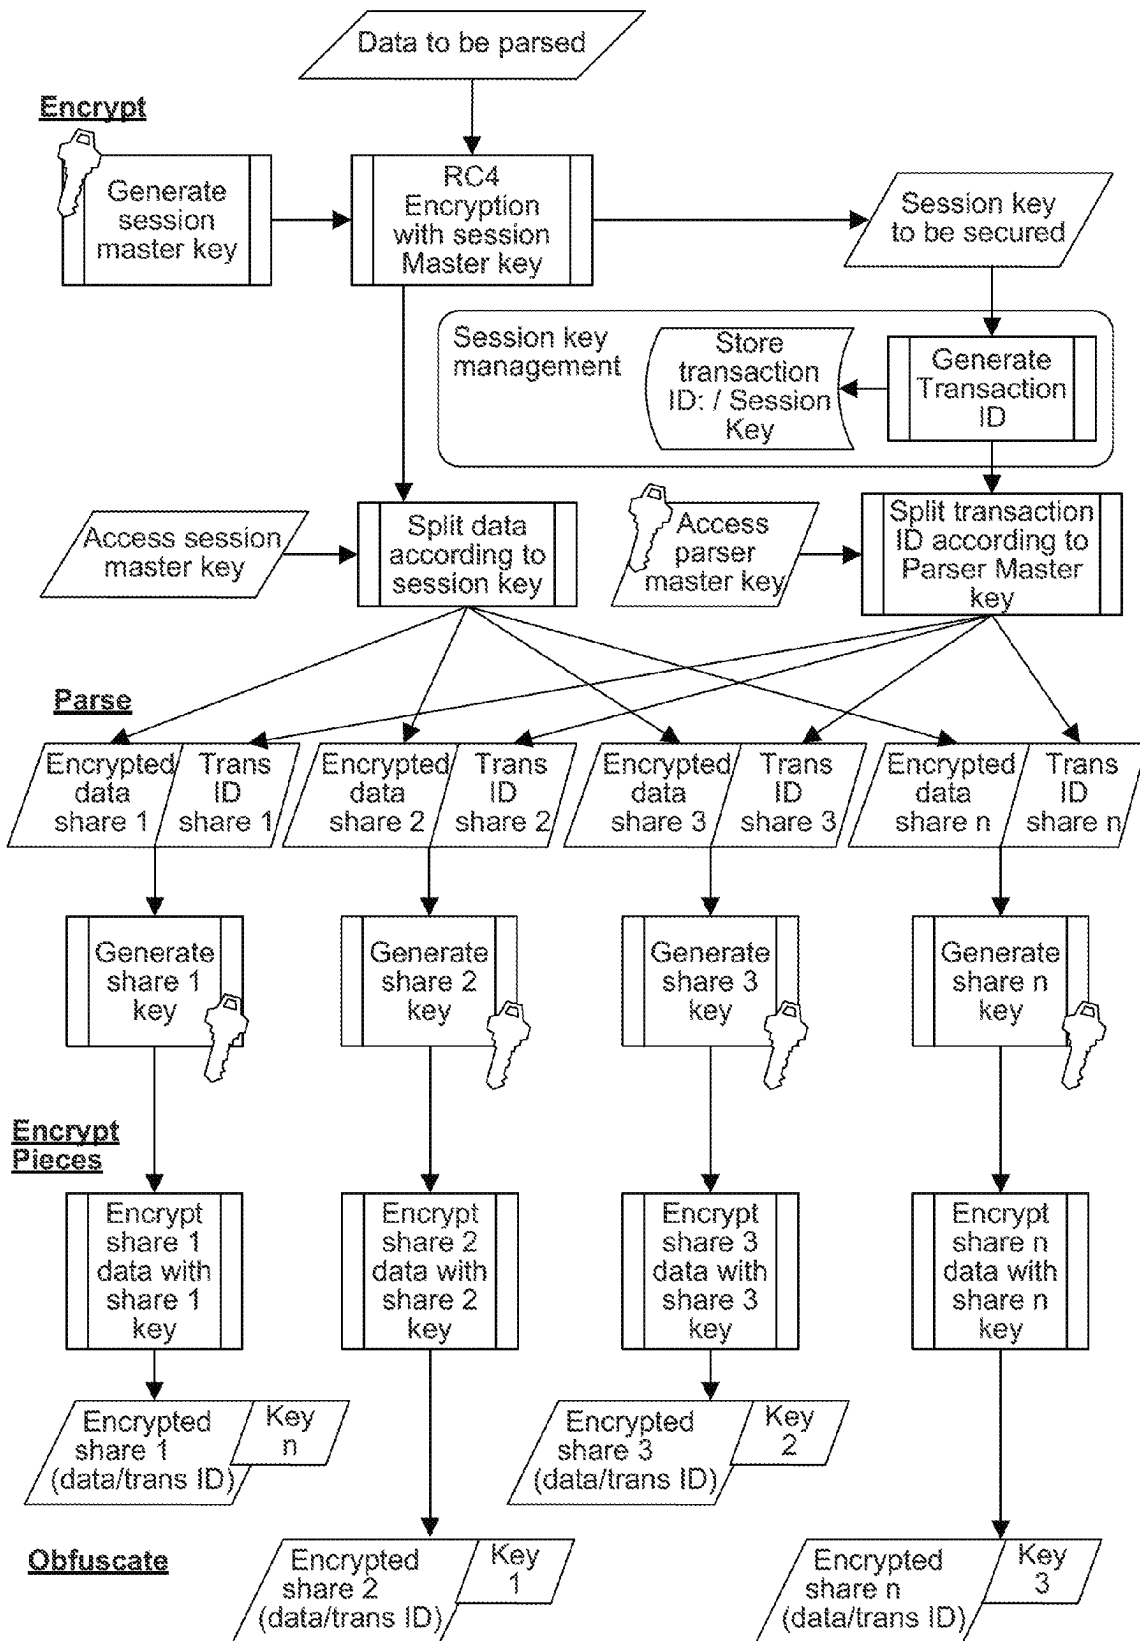 Data to be parsed
Encrypt
Generate
session
master key
RC4
Encryption
with session
Master key
Session key
to be secured
Session key
management
Store
transaction
ID: / Session
Key
Generate
Transaction
ID
Access session
master key
Split data
according to
session key
Access
parser
master key
Split transaction
ID according to
Parser Master
key
Parse
Encrypted
data
share 1
Trans
ID
share 1
Encrypted
data
share 2
Trans
ID
share 2
Encrypted
data
share 3
Trans
ID
share 3
Encrypted
data
share n
Trans
ID
share n
Generate
share 1
key
Generate
share 2
key
Generate
share 3
key
Generate
share n
key
Encrypt
Pieces
Encrypt
share 1
data with
share 1
key
Encrypt
share 2
data with
share 2
key
Encrypt
share 3
data with
share 3
key
Encrypt
share n
data with
share n
key
Encrypted
share 1
(data/trans ID)
Key
n
Encrypted
share 3
(data/trans ID)
Key
2
Obfuscate
Encrypted
share 2
(data/trans ID)
Key
1
Encrypted
share n
(data/trans ID)
Key
3